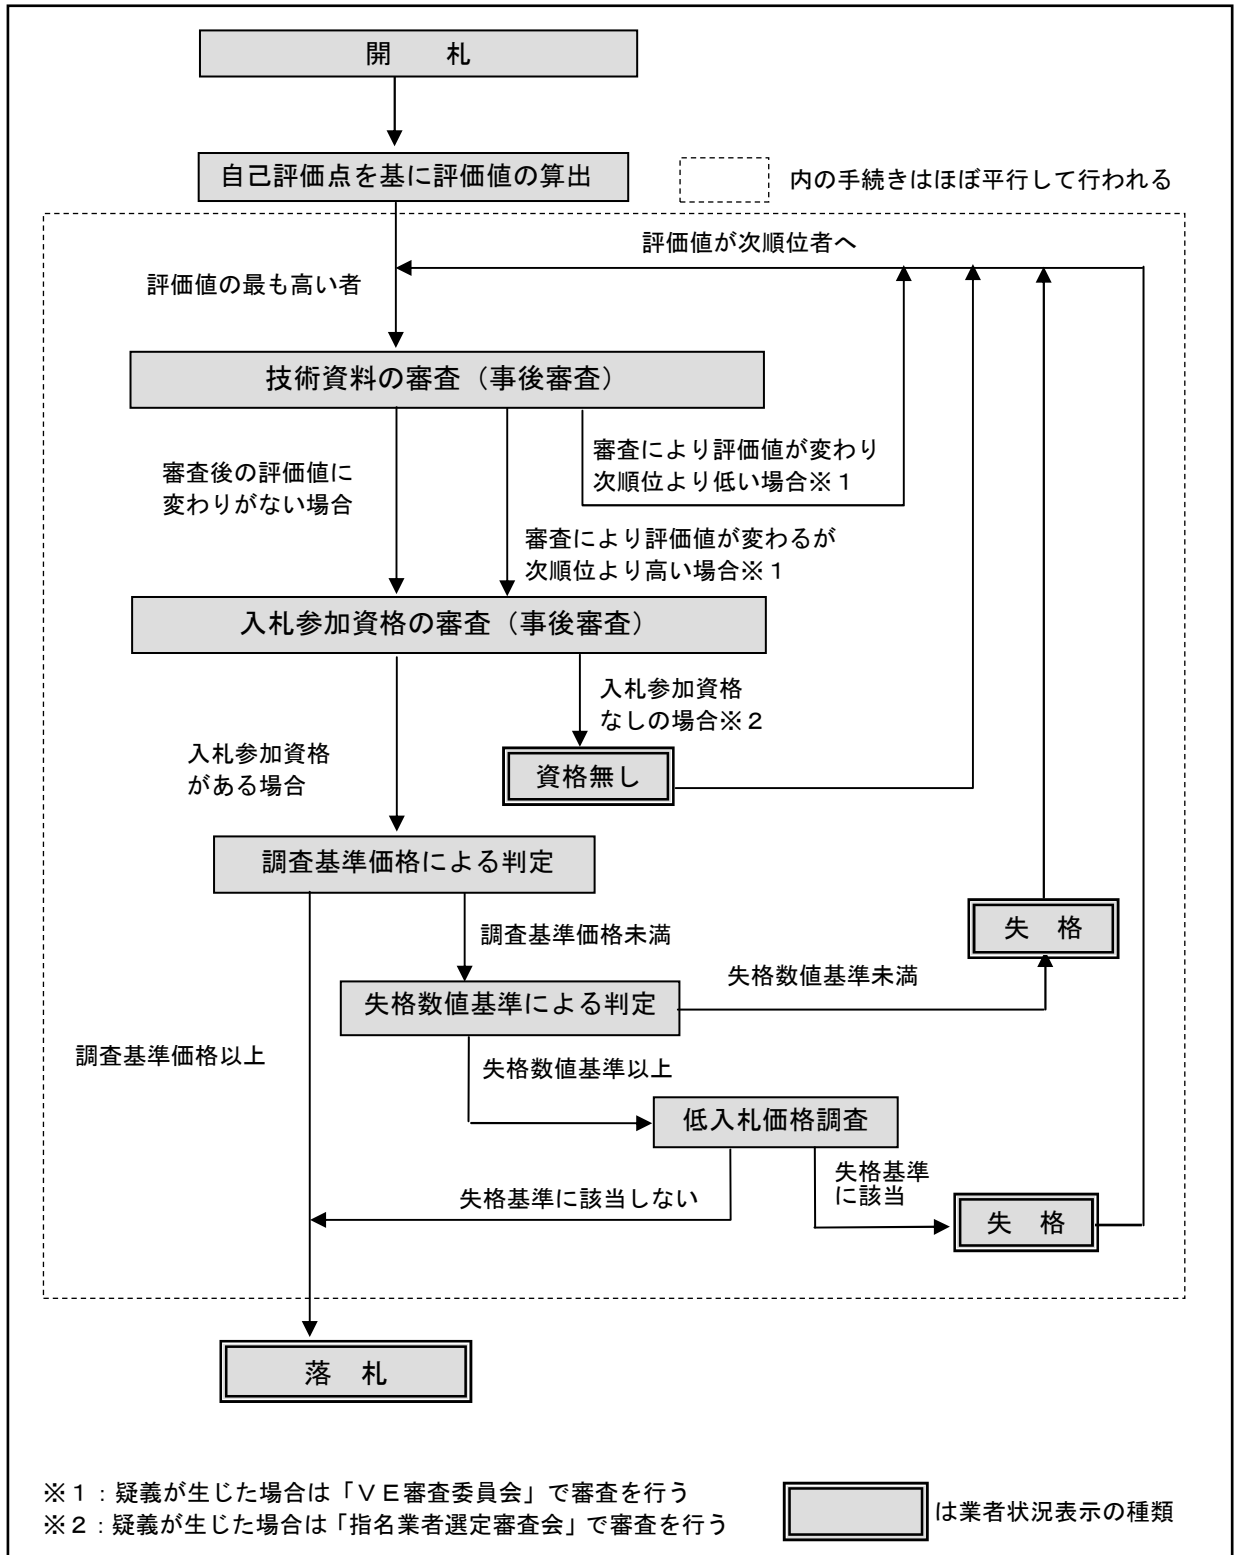 開　　札
自己評価点を基に評価値の算出
内の手続きはほぼ平行して行われる
評価値が次順位者へ
評価値の最も高い者
技術資料の審査（事後審査）
審査後の評価値に
変わりがない場合
審査により評価値が変わり
次順位より低い場合※１
審査により評価値が変わるが
次順位より高い場合※１
入札参加資格の審査（事後審査）
入札参加資格
なしの場合※２
入札参加資格
がある場合
資格無し
調査基準価格による判定
調査基準価格未満
失　格
失格数値基準未満
失格数値基準による判定
調査基準価格以上
失格数値基準以上
低入札価格調査
失格基準
に該当
失格基準に該当しない
失　格
落　札
※１：疑義が生じた場合は「ＶＥ審査委員会」で審査を行う
※２：疑義が生じた場合は「指名業者選定審査会」で審査を行う
は業者状況表示の種類